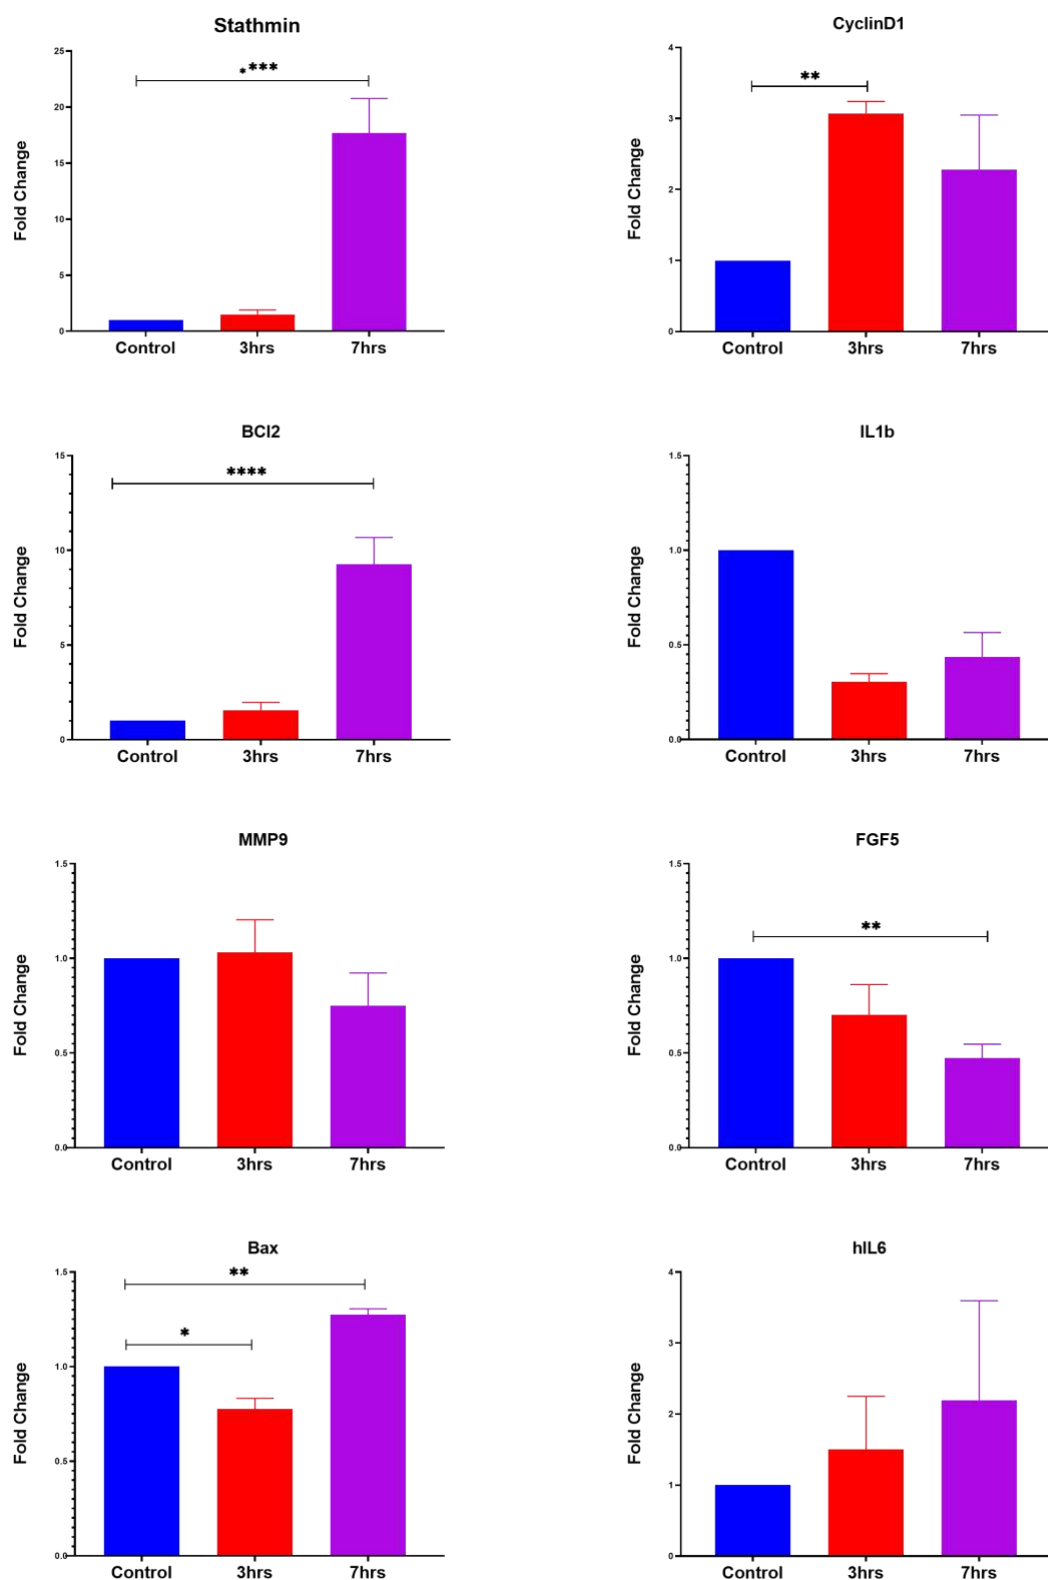 Stathmin
25
20
15
10
5
0
Fold Change
****
Control 3hrs 7hrs
CyclinD1
4
3
2
1
0
Fold Change
**
Control 3hrs 7hrs
BCl2
15
10
5
0
Fold Change
****
Control 3hrs 7hrs
IL1b
1.5
1.0
0.5
0.0
Fold Change
Control 3hrs 7hrs
MMP9
1.5
1.0
0.5
0.0
Fold Change
Control 3hrs 7hrs
FGF5
1.5
1.0
0.5
0.0
Fold Change
**
Control 3hrs 7hrs
Bax
1.5
1.0
0.5
0.0
Fold Change
**
*
Control 3hrs 7hrs
hIL6
4
3
2
1
0
Fold Change
Control 3hrs 7hrs